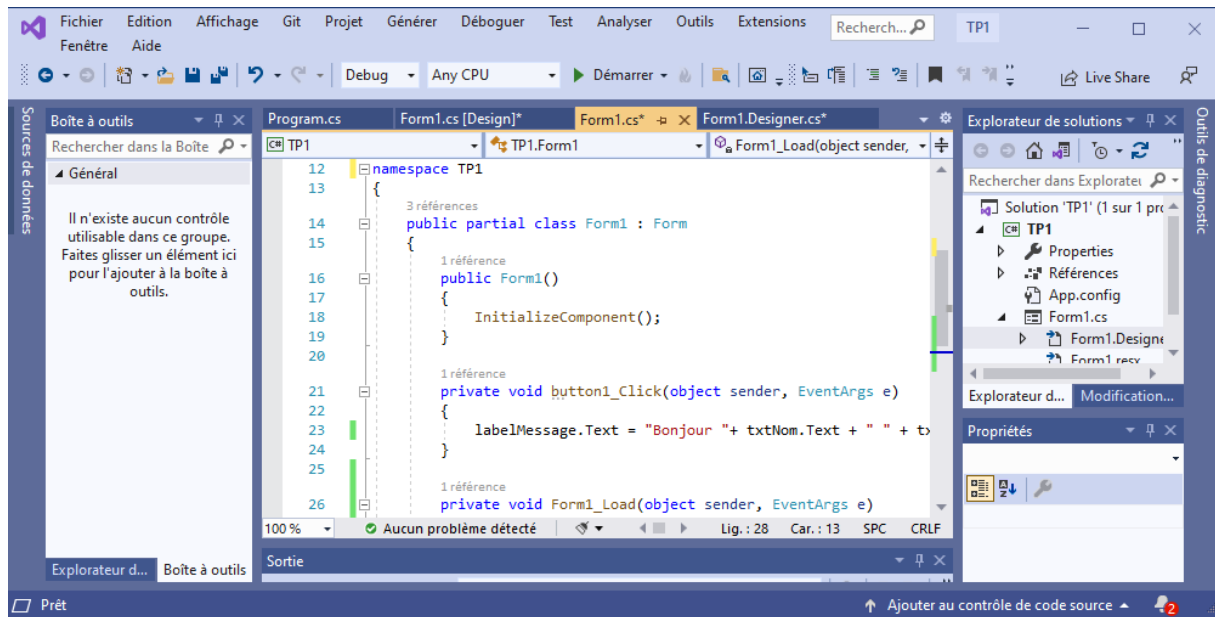 Fichier Edition Affichage Git Projet Générer Déboguer Test Analyser Outils Extensions Recherch... TP1
Fenêtre Aide
Debug Any CPU Démarrer Live Share
Sources de données
Boîte à outils
Rechercher dans la Boîte
Général
Il n'existe aucun contrôle
utilisable dans ce groupe.
Faites glisser un élément ici
pour l'ajouter à la boîte à
outils.
Explorateur d... Boîte à outils
Program.cs Form1.cs [Design]* Form1.cs* Form1.Designer.cs*
C# TP1 TP1.Form1 Form1_Load(object sender,
12 namespace TP1
13 {
3 références
14 public partial class Form1 : Form
15 {
1 référence
16 public Form1()
17 {
18 InitializeComponent();
19 }
20
1 référence
21 private void button1_Click(object sender, EventArgs e)
22 {
23 labelMessage.Text = "Bonjour "+ txtNom.Text + " " + tx
24 }
25
1 référence
26 private void Form1_Load(object sender, EventArgs e)
100 % Aucun problème détecté Lig. : 28 Car. : 13 SPC CRLF
Sortie
Explorateur de solutions
Rechercher dans Explorateu
Solution 'TP1' (1 sur 1 pro
C# TP1
Properties
Références
App.config
Form1.cs
Form1.Designe
Form1.resx
Explorateur d... Modification...
Propriétés
Outils de diagnostic
Prêt Ajouter au contrôle de code source 2